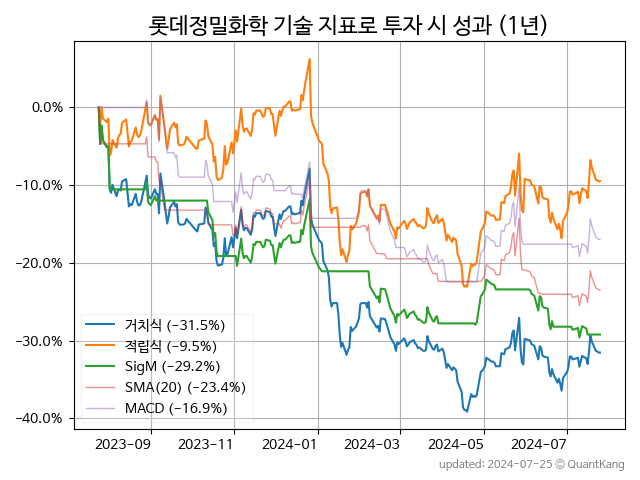 롯데정밀화학 기술 지표로 투자 시 성과 (1년)
0.0%
−10.0%
−20.0%
−30.0%
−40.0%
거치식 (−31.5%)
적립식 (−9.5%)
SigM (−29.2%)
SMA(20) (−23.4%)
MACD (−16.9%)
2023-09 2023-11 2024-01 2024-03 2024-05 2024-07
updated: 2024-07-25 © QuantKang